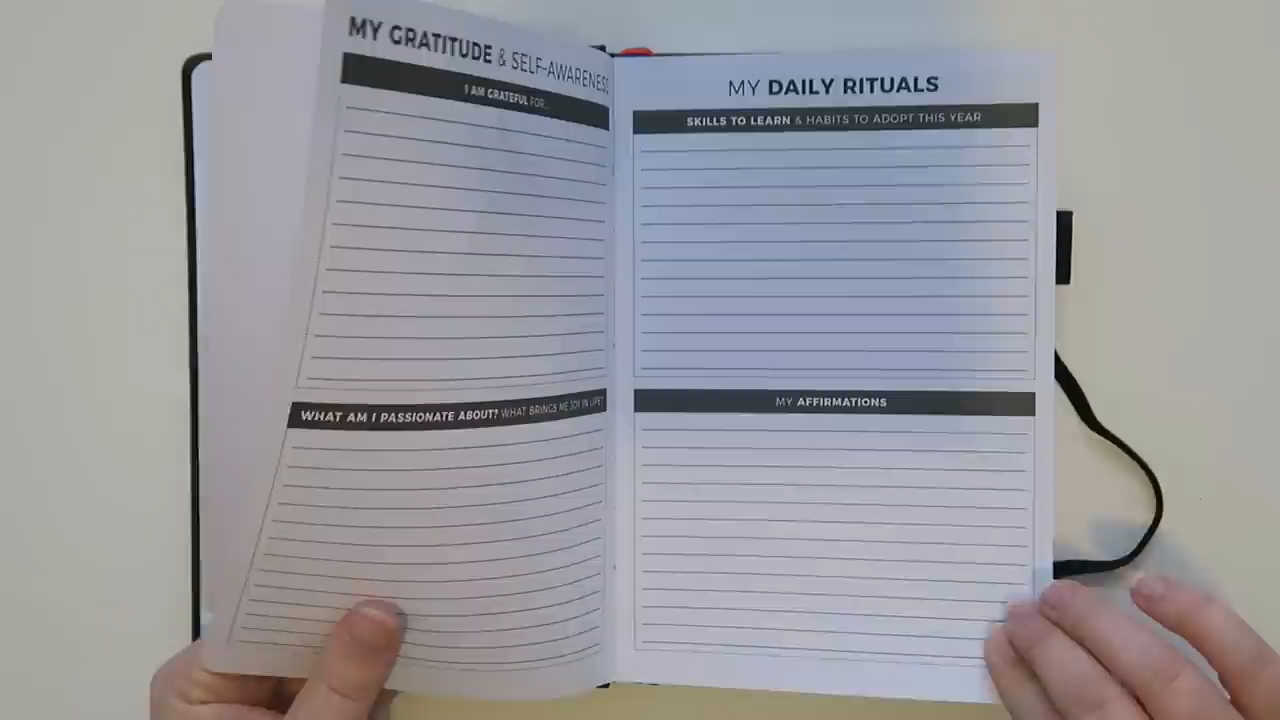 MY GRATITUDE & SELF-AWARENESS
I AM GRATEFUL FOR...
WHAT AM I PASSIONATE ABOUT? WHAT BRINGS ME JOY IN LIFE?
MY DAILY RITUALS
SKILLS TO LEARN & HABITS TO ADOPT THIS YEAR
MY AFFIRMATIONS